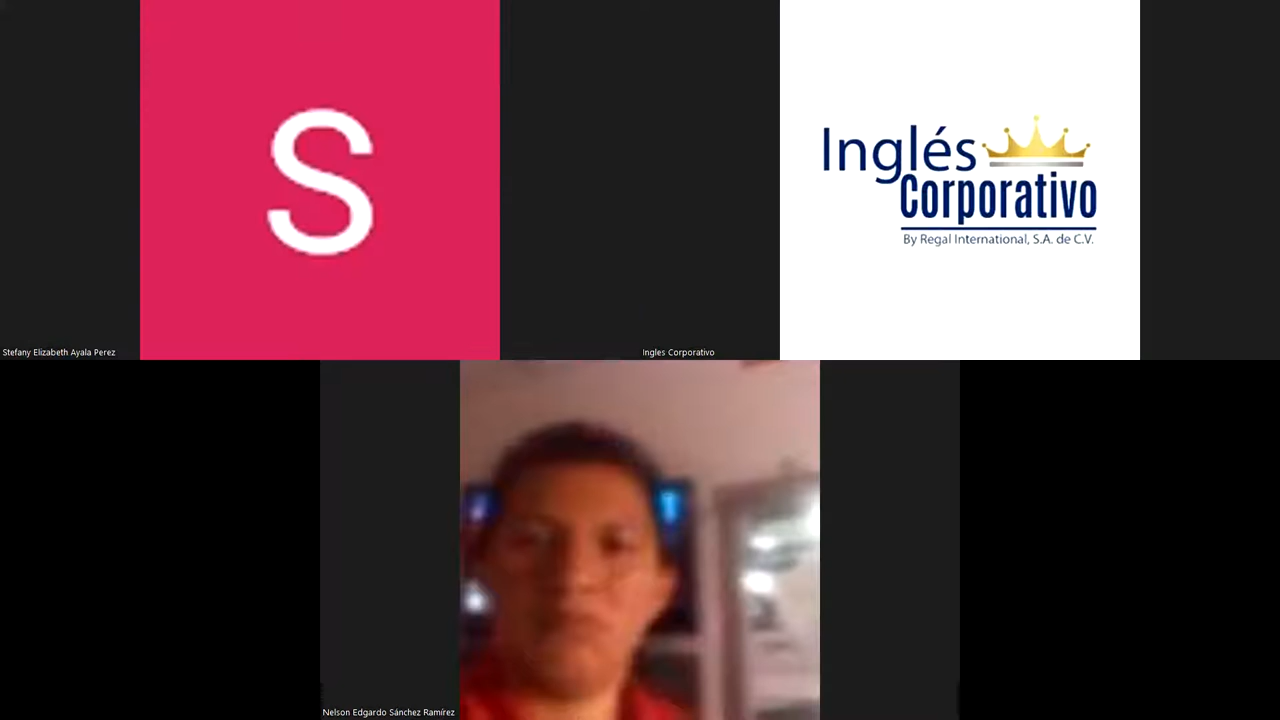 S
Inglés
Corporativo
By Regal International, S.A. de C.V.
Stefany Elizabeth Ayala Perez
Ingles Corporativo
Nelson Edgardo Sánchez Ramírez